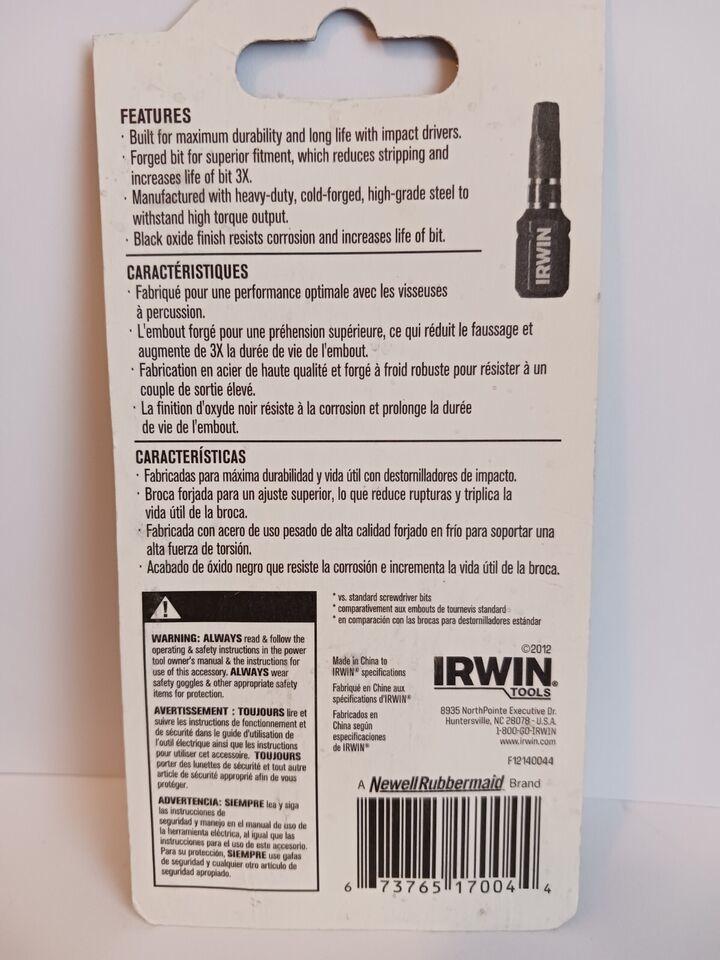 FEATURES
· Built for maximum durability and long life with impact drivers.
· Forged bit for superior fitment, which reduces stripping and
increases life of bit 3X.
· Manufactured with heavy-duty, cold-forged, high-grade steel to
withstand high torque output.
· Black oxide finish resists corrosion and increases life of bit.
IRWIN
CARACTÉRISTIQUES
· Fabriqué pour une performance optimale avec les visseuses
à percussion.
· L'embout forgé pour une préhension supérieure, ce qui réduit le faussage et
augmente de 3X la durée de vie de l'embout.
· Fabrication en acier de haute qualité et forgé à froid robuste pour résister à un
couple de sortie élevé.
· La finition d'oxyde noir résiste à la corrosion et prolonge la durée
de vie de l'embout.
CARACTERÍSTICAS
· Fabricadas para máxima durabilidad y vida útil con destornilladores de impacto.
· Broca forjada para un ajuste superior, lo que reduce rupturas y triplica la
vida útil de la broca.
· Fabricada con acero de uso pesado de alta calidad forjado en frío para soportar una
alta fuerza de torsión.
· Acabado de óxido negro que resiste la corrosión e incrementa la vida útil de la broca.
WARNING: ALWAYS read & follow the
operating & safety instructions in the power
tool owner's manual & the instructions for
use of this accessory. ALWAYS wear
safety goggles & other appropriate safety
items for protection.
AVERTISSEMENT : TOUJOURS lire et
suivre les instructions de fonctionnement et
de sécurité dans le guide d'utilisation de
l'outil électrique ainsi que les instructions
pour utiliser cet accessoire. TOUJOURS
porter des lunettes de sécurité et tout autre
article de sécurité approprié afin de vous
protéger.
ADVERTENCIA: SIEMPRE lea y siga
las instrucciones de
seguridad y manejo en el manual de uso de
la herramienta eléctrica, al igual que las
instrucciones para el uso de este accesorio.
Para su protección, SIEMPRE use gafas
de seguridad y cualquier otro artículo de
seguridad apropiado.
* vs. standard screwdriver bits
* comparativement aux embouts de tournevis standard
* en comparación con las brocas para destornilladores estándar
Made in China to
IRWIN® specifications
Fabriqué en Chine aux
spécifications d'IRWIN®
Fabricados en
China según
especificaciones
de IRWIN®
©2012
IRWIN®
TOOLS
8935 NorthPointe Executive Dr.
Huntersville, NC 28078 - U.S.A.
1-800-GO-IRWIN
www.irwin.com
F12140044
A NewellRubbermaid Brand
6 73765 17004 4